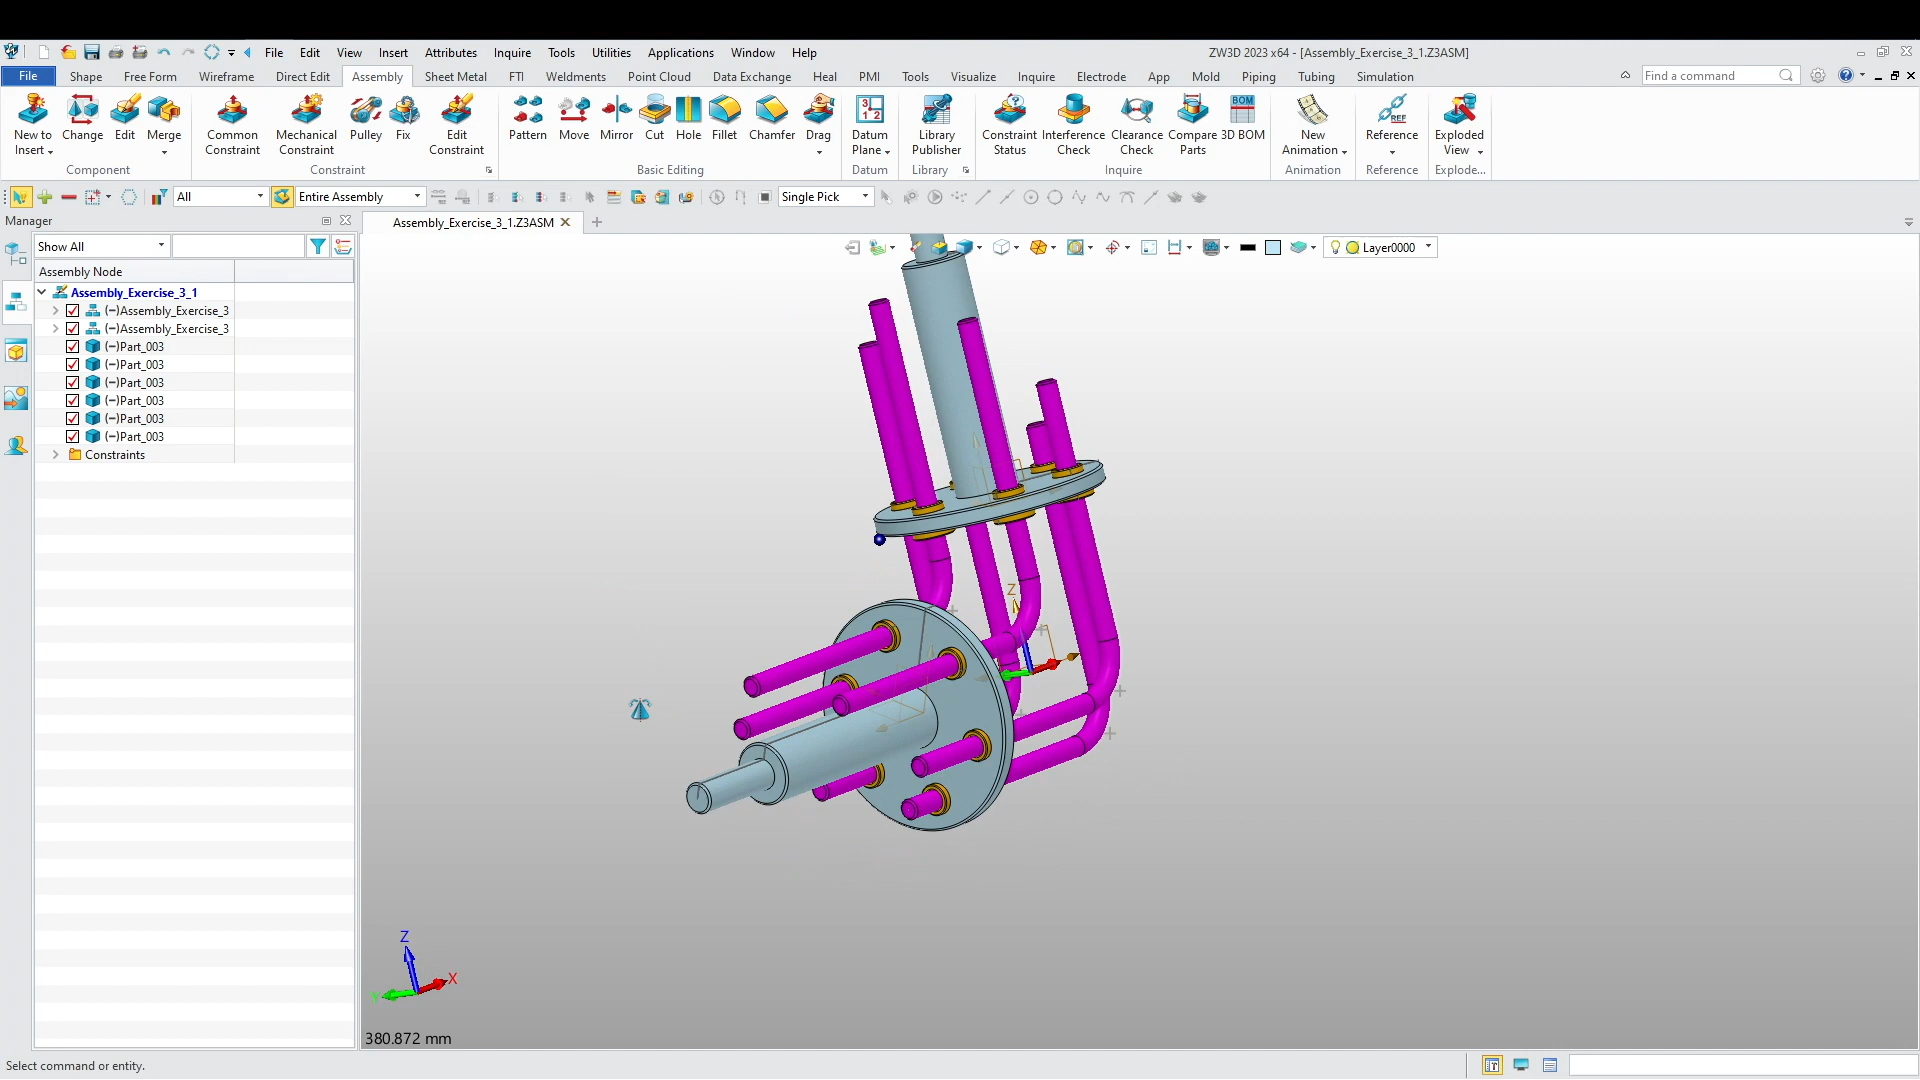 File Edit View Insert Attributes Inquire Tools Utilities Applications Window Help
ZW3D 2023 x64 - [Assembly_Exercise_3_1.Z3ASM]
File Shape Free Form Wireframe Direct Edit Assembly Sheet Metal FTI Weldments Point Cloud Data Exchange Heal PMI Tools Visualize Inquire Electrode App Mold Piping Tubing Simulation
Find a command
New to Insert Change Edit Merge
Common Constraint Mechanical Constraint Pulley Fix Edit Constraint
Pattern Move Mirror Cut Hole Fillet Chamfer Drag
Datum Plane
Library Publisher
Constraint Status Interference Check Clearance Check Compare Parts 3D BOM
New Animation
Reference
Exploded View
Component Constraint Basic Editing Datum Library Inquire Animation Reference Explode...
All
Entire Assembly
Single Pick
Manager
Assembly_Exercise_3_1.Z3ASM
Show All
Layer0000
Assembly Node
Assembly_Exercise_3_1
(-)Assembly_Exercise_3
(-)Assembly_Exercise_3
(-)Part_003
(-)Part_003
(-)Part_003
(-)Part_003
(-)Part_003
(-)Part_003
Constraints
Z
Z
X
Y
380.872 mm
Select command or entity.